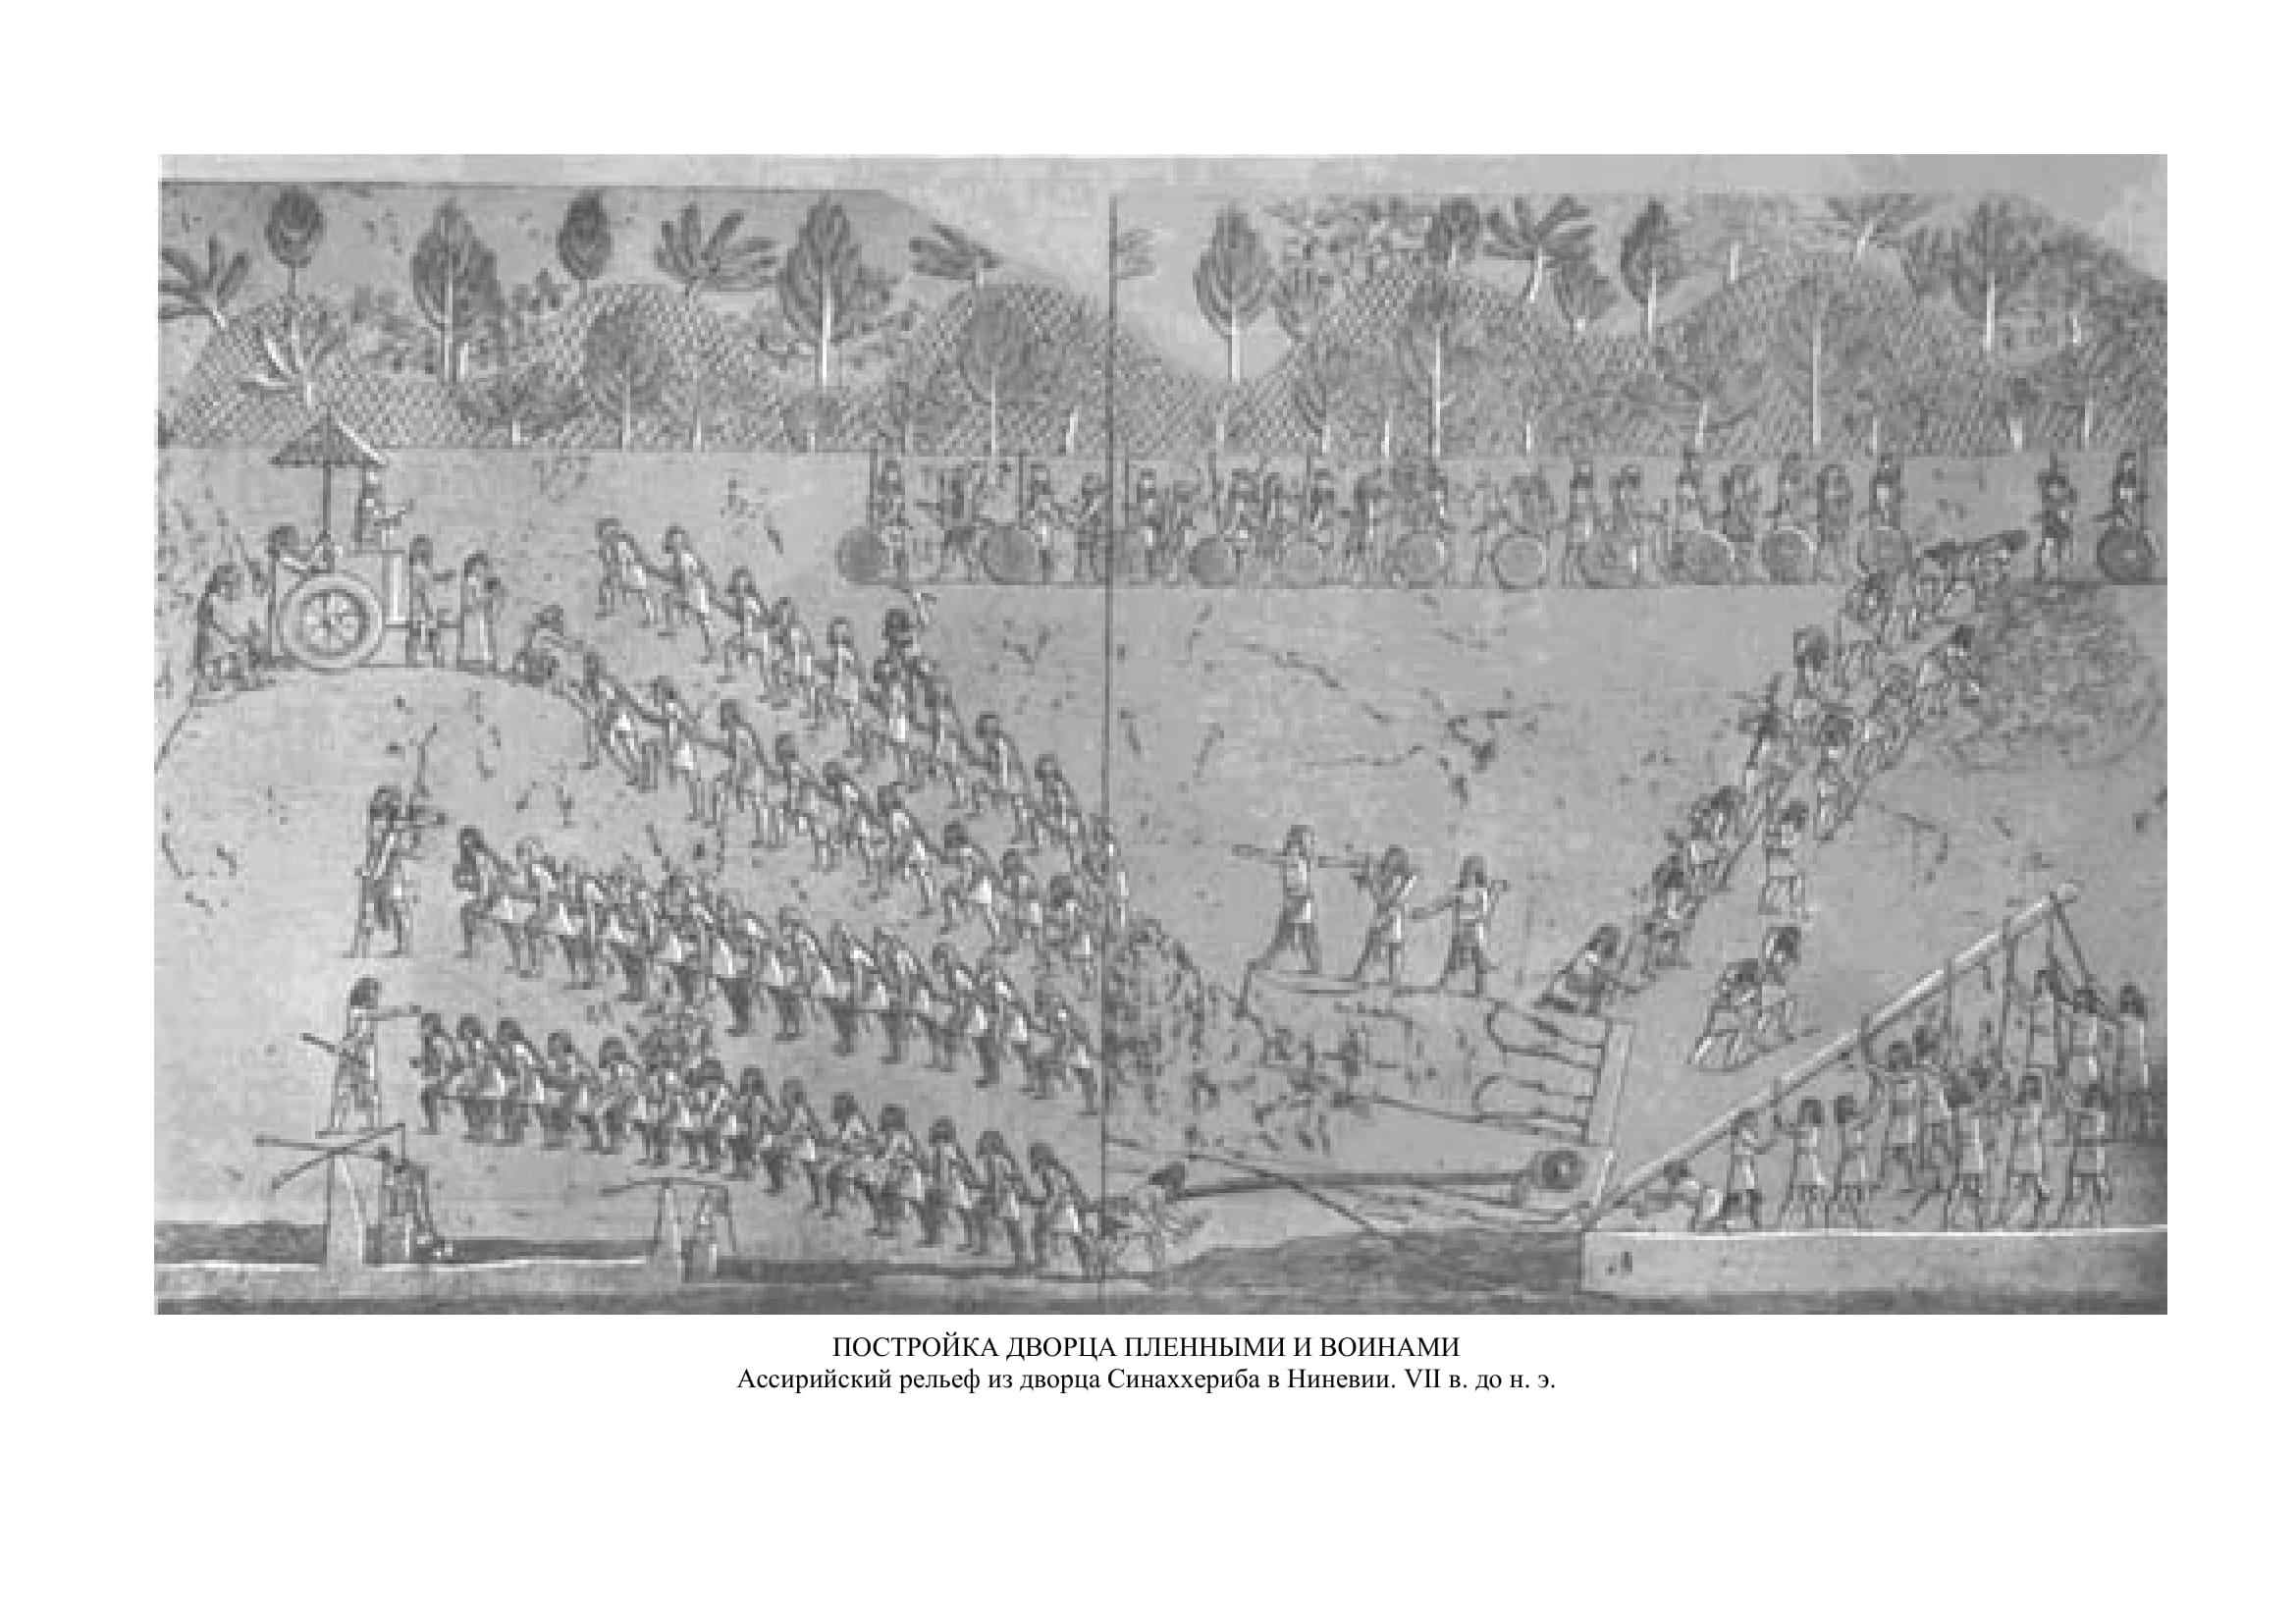 ПОСТРОЙКА ДВОРЦА ПЛЕННЫМИ И ВОИНАМИ
Ассирийский рельеф из дворца Синаххериба в Ниневии. VII в. до н. э.